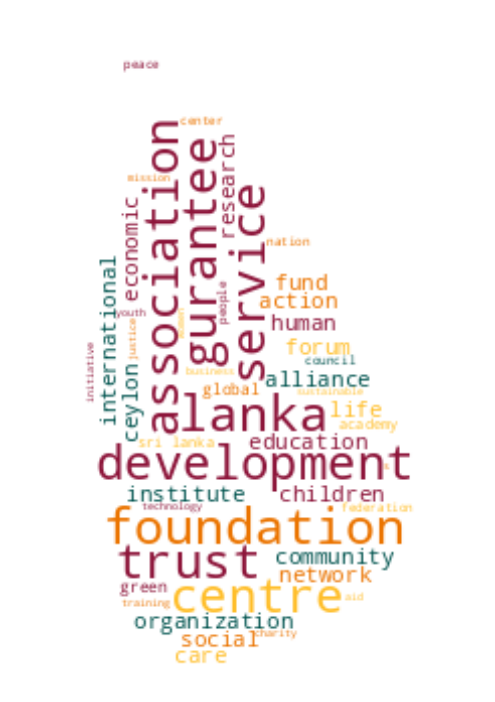 peace
center
association
gurantee
research
mission
service
economic
nation
international
fund
people
action
youth
human
justice
forum
initiative
council
business
alliance
ceylon
global
sustainable
lanka
life
academy
sri lanka
education
development
institute
children
technology
federation
foundation
trust
community
network
green
centre
aid
training
organization
charity
social
care